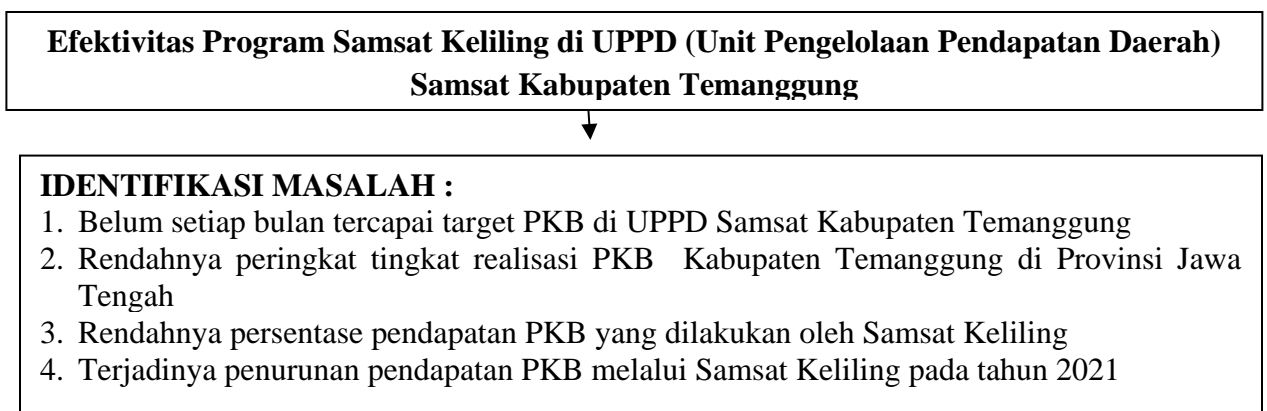 Efektivitas Program Samsat Keliling di UPPD (Unit Pengelolaan Pendapatan Daerah)
Samsat Kabupaten Temanggung
IDENTIFIKASI MASALAH :
1. Belum setiap bulan tercapai target PKB di UPPD Samsat Kabupaten Temanggung
2. Rendahnya peringkat tingkat realisasi PKB Kabupaten Temanggung di Provinsi Jawa
Tengah
3. Rendahnya persentase pendapatan PKB yang dilakukan oleh Samsat Keliling
4. Terjadinya penurunan pendapatan PKB melalui Samsat Keliling pada tahun 2021